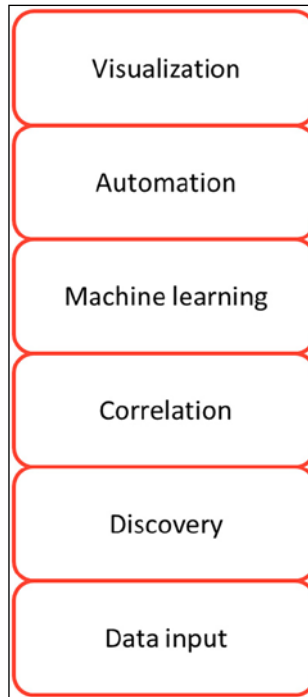 Visualization
Automation
Machine learning
Correlation
Discovery
Data input